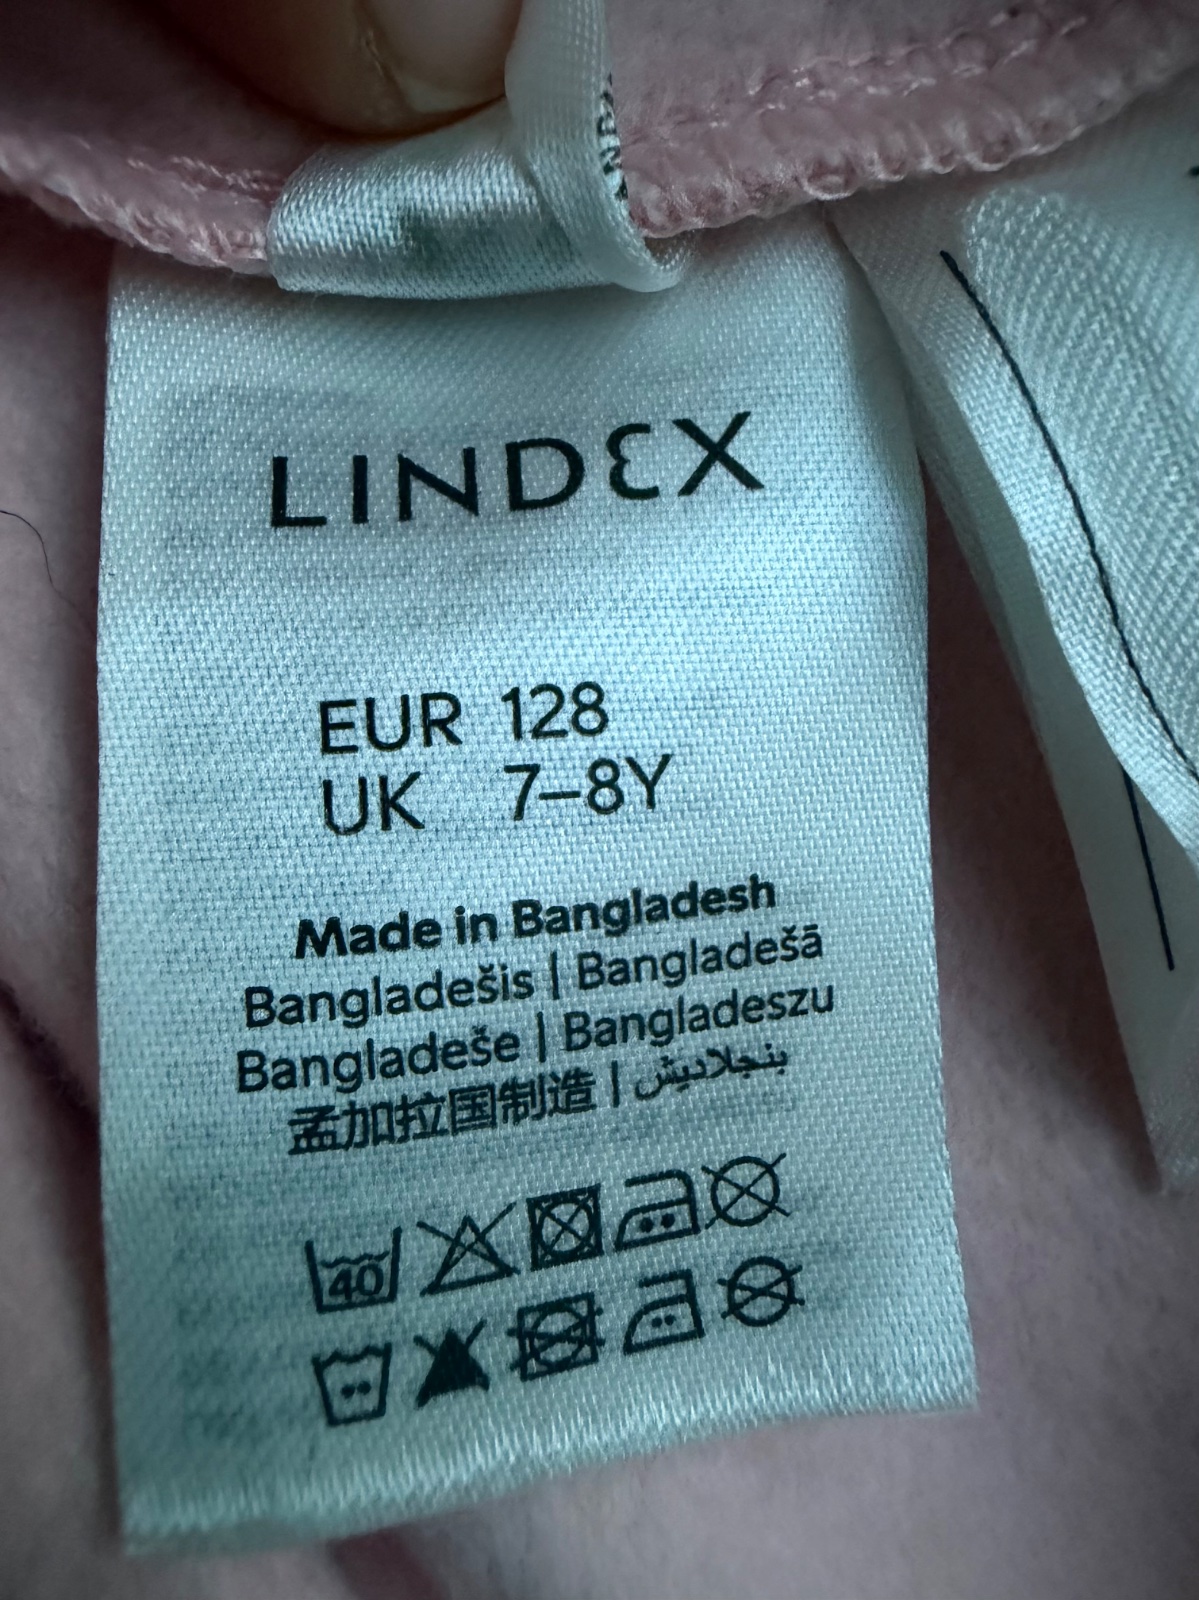 LINDEX
EUR 128
UK 7–8Y
Made in Bangladesh
Bangladešis | Bangladešā
Bangladeše | Bangladeszu
孟加拉国制造 | بنجلاديش
40